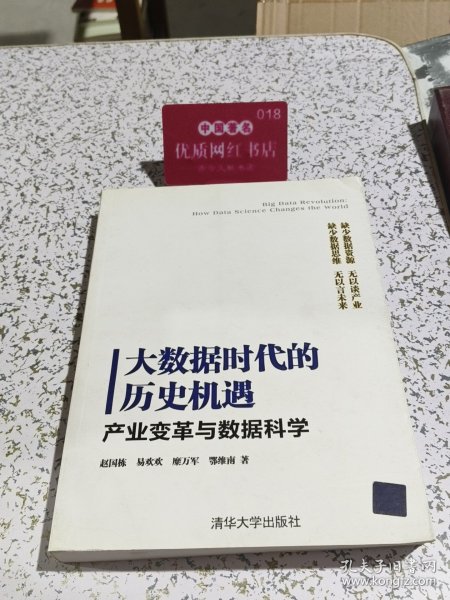 018
中国著名
优质网红书店
Big Data Revolution:
How Data Science Changes the World
缺少数据资源 无以谈产业
缺少数据思维 无以言未来
大数据时代的
历史机遇
产业变革与数据科学
赵国栋 易欢欢 糜万军 鄂维南 著
清华大学出版社
孔夫子旧书网
www.kongfz.com